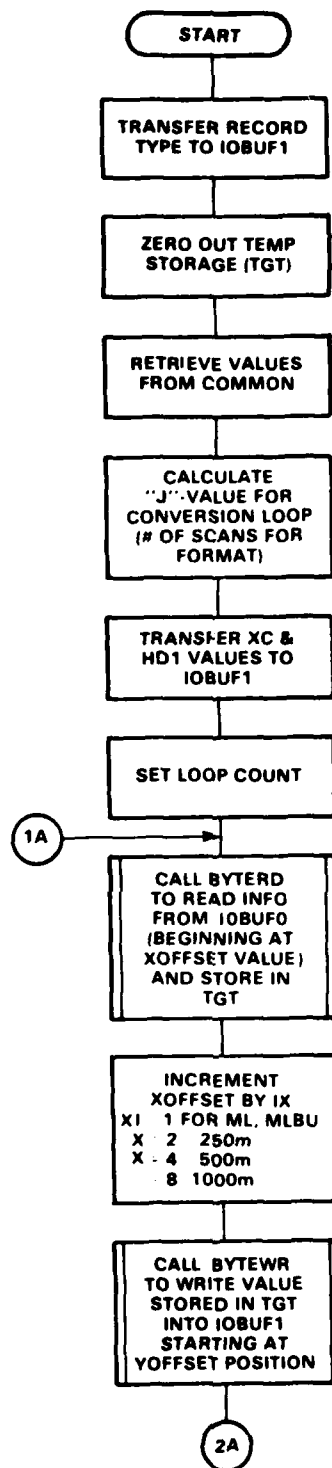 START
TRANSFER RECORD
TYPE TO IOBUF1
ZERO OUT TEMP
STORAGE (TGT)
RETRIEVE VALUES
FROM COMMON
CALCULATE
"J"-VALUE FOR
CONVERSION LOOP
(# OF SCANS FOR
FORMAT)
TRANSFER XC &
HD1 VALUES TO
IOBUF1
SET LOOP COUNT
1A
CALL BYTERD
TO READ INFO
FROM IOBUF0
(BEGINNING AT
XOFFSET VALUE)
AND STORE IN
TGT
INCREMENT
XOFFSET BY IX
XI 1 FOR ML, MLBU
X - 2 250m
X - 4 500m
- 8 1000m
CALL BYTEWR
TO WRITE VALUE
STORED IN TGT
INTO IOBUF1
STARTING AT
YOFFSET POSITION
2A